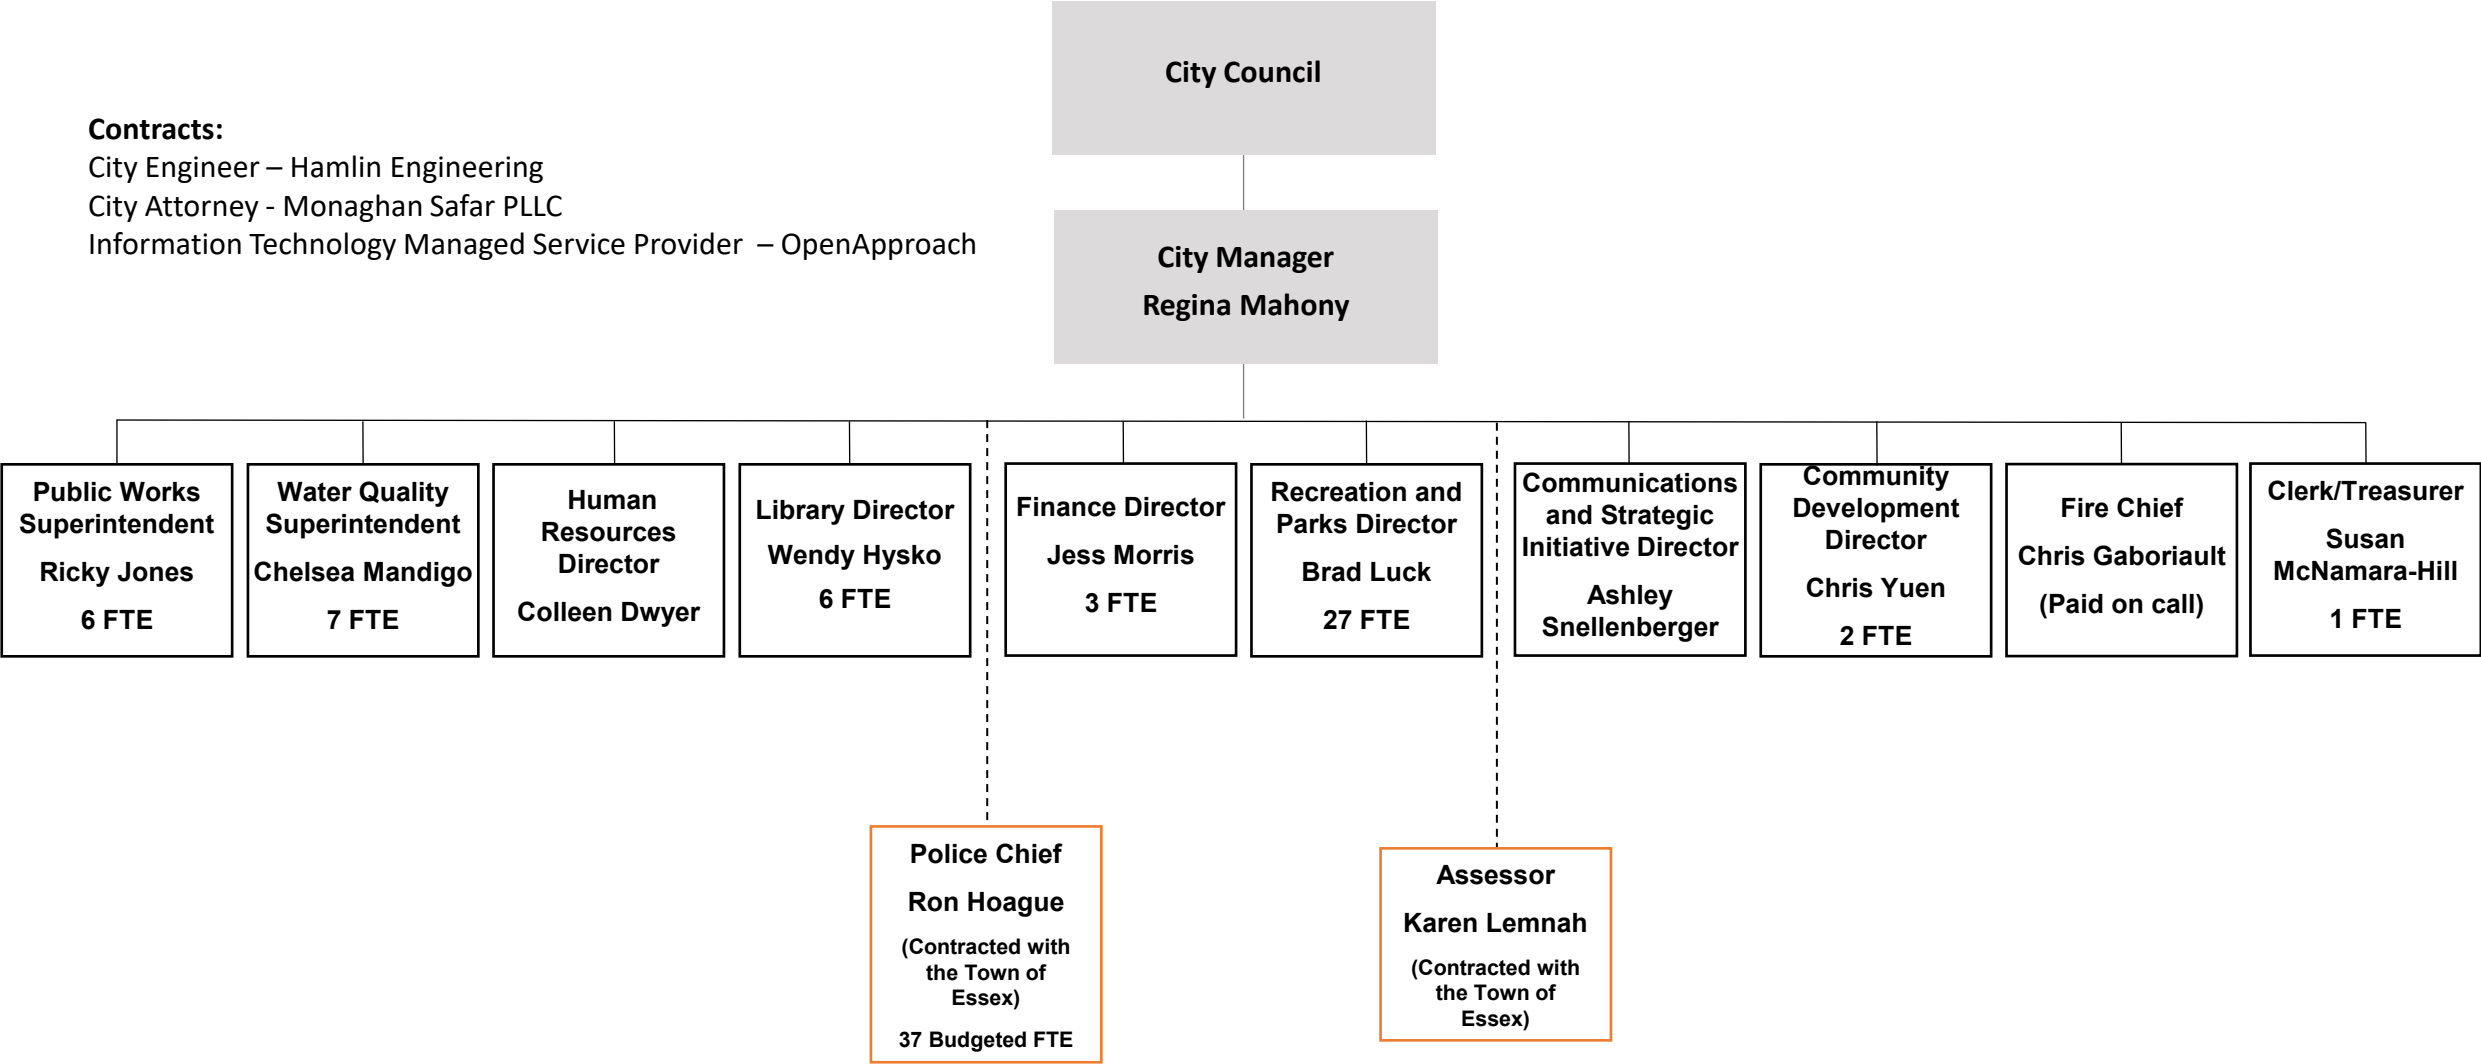 City Council
Contracts:
City Engineer – Hamlin Engineering
City Attorney - Monaghan Safar PLLC
Information Technology Managed Service Provider – OpenApproach
City Manager
Regina Mahony
Public Works
Superintendent
Ricky Jones
6 FTE
Water Quality
Superintendent
Chelsea Mandigo
7 FTE
Human
Resources
Director
Colleen Dwyer
Library Director
Wendy Hysko
6 FTE
Finance Director
Jess Morris
3 FTE
Recreation and
Parks Director
Brad Luck
27 FTE
Communications
and Strategic
Initiative Director
Ashley
Snellenberger
Community
Development
Director
Chris Yuen
2 FTE
Fire Chief
Chris Gaboriault
(Paid on call)
Clerk/Treasurer
Susan
McNamara-Hill
1 FTE
Police Chief
Ron Hoague
(Contracted with
the Town of
Essex)
37 Budgeted FTE
Assessor
Karen Lemnah
(Contracted with
the Town of
Essex)